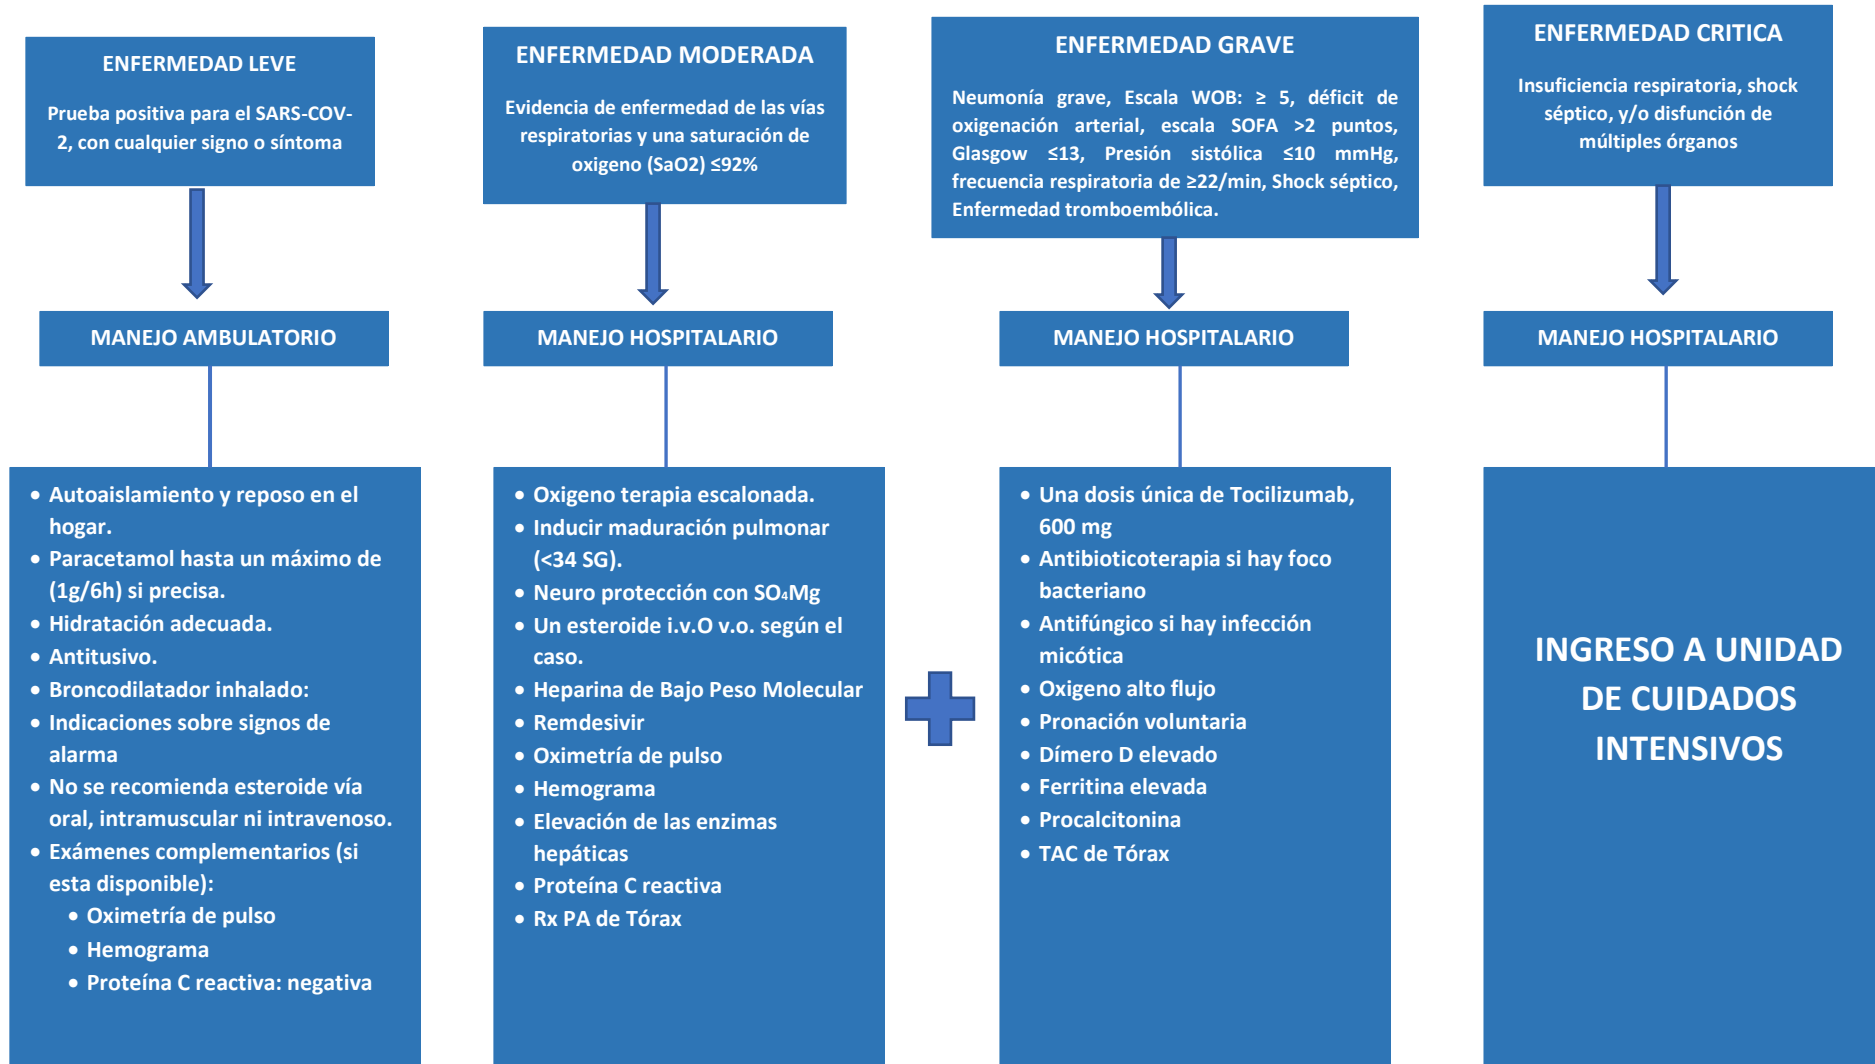 ENFERMEDAD LEVE
Prueba positiva para el SARS-COV-
2, con cualquier signo o síntoma
MANEJO AMBULATORIO
• Autoaislamiento y reposo en el
hogar.
• Paracetamol hasta un máximo de
(1g/6h) si precisa.
• Hidratación adecuada.
• Antitusivo.
• Broncodilatador inhalado:
• Indicaciones sobre signos de
alarma
• No se recomienda esteroide vía
oral, intramuscular ni intravenoso.
• Exámenes complementarios (si
esta disponible):
• Oximetría de pulso
• Hemograma
• Proteína C reactiva: negativa
ENFERMEDAD MODERADA
Evidencia de enfermedad de las vías
respiratorias y una saturación de
oxigeno (SaO2) ≤92%
MANEJO HOSPITALARIO
• Oxigeno terapia escalonada.
• Inducir maduración pulmonar
(<34 SG).
• Neuro protección con SO₄Mg
• Un esteroide i.v.O v.o. según el
caso.
• Heparina de Bajo Peso Molecular
• Remdesivir
• Oximetría de pulso
• Hemograma
• Elevación de las enzimas
hepáticas
• Proteína C reactiva
• Rx PA de Tórax
ENFERMEDAD GRAVE
Neumonía grave, Escala WOB: ≥ 5, déficit de
oxigenación arterial, escala SOFA >2 puntos,
Glasgow ≤13, Presión sistólica ≤10 mmHg,
frecuencia respiratoria de ≥22/min, Shock séptico,
Enfermedad tromboembólica.
MANEJO HOSPITALARIO
• Una dosis única de Tocilizumab,
600 mg
• Antibioticoterapia si hay foco
bacteriano
• Antifúngico si hay infección
micótica
• Oxigeno alto flujo
• Pronación voluntaria
• Dímero D elevado
• Ferritina elevada
• Procalcitonina
• TAC de Tórax
ENFERMEDAD CRITICA
Insuficiencia respiratoria, shock
séptico, y/o disfunción de
múltiples órganos
MANEJO HOSPITALARIO
INGRESO A UNIDAD
DE CUIDADOS
INTENSIVOS